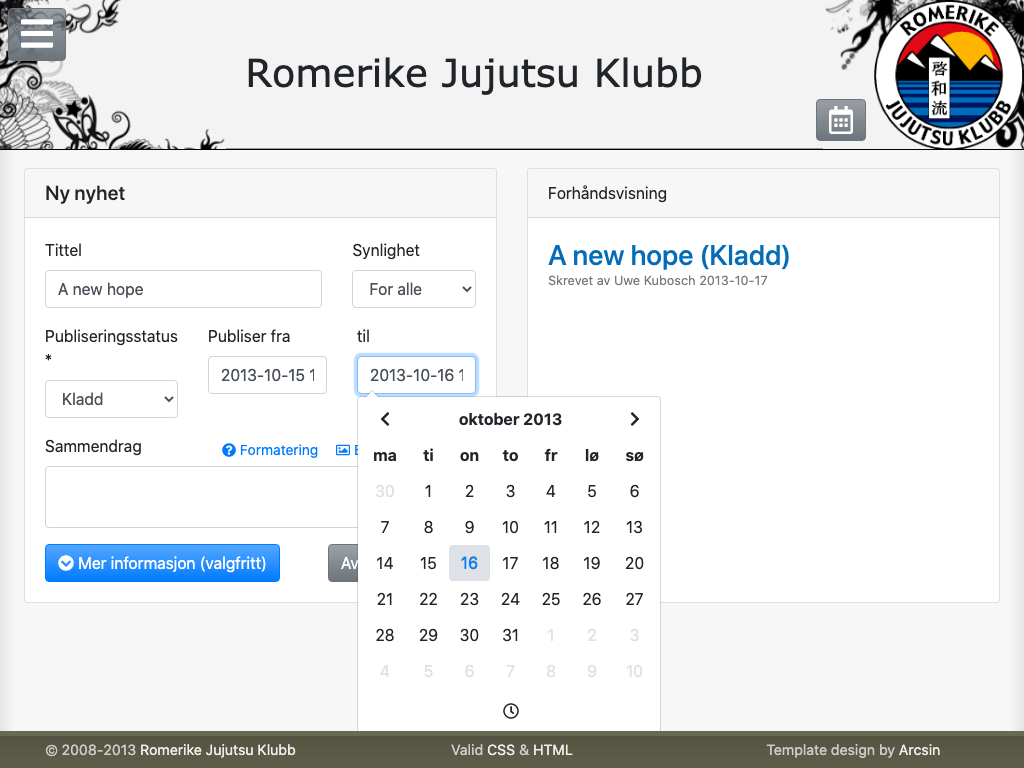 Romerike Jujutsu Klubb
ROMERIKE
啓和流
JUJUTSU KLUBB
Ny nyhet
Tittel
Synlighet
A new hope
For alle
Publiseringsstatus
*
Publiser fra
til
Kladd
2013-10-15 1
2013-10-16 1
Sammendrag
Formatering
Mer informasjon (valgfritt)
Av
oktober 2013
ma ti on to fr lø sø
30 1 2 3 4 5 6
7 8 9 10 11 12 13
14 15 16 17 18 19 20
21 22 23 24 25 26 27
28 29 30 31 1 2 3
4 5 6 7 8 9 10
Forhåndsvisning
A new hope (Kladd)
Skrevet av Uwe Kubosch 2013-10-17
© 2008-2013 Romerike Jujutsu Klubb
Valid CSS & HTML
Template design by Arcsin